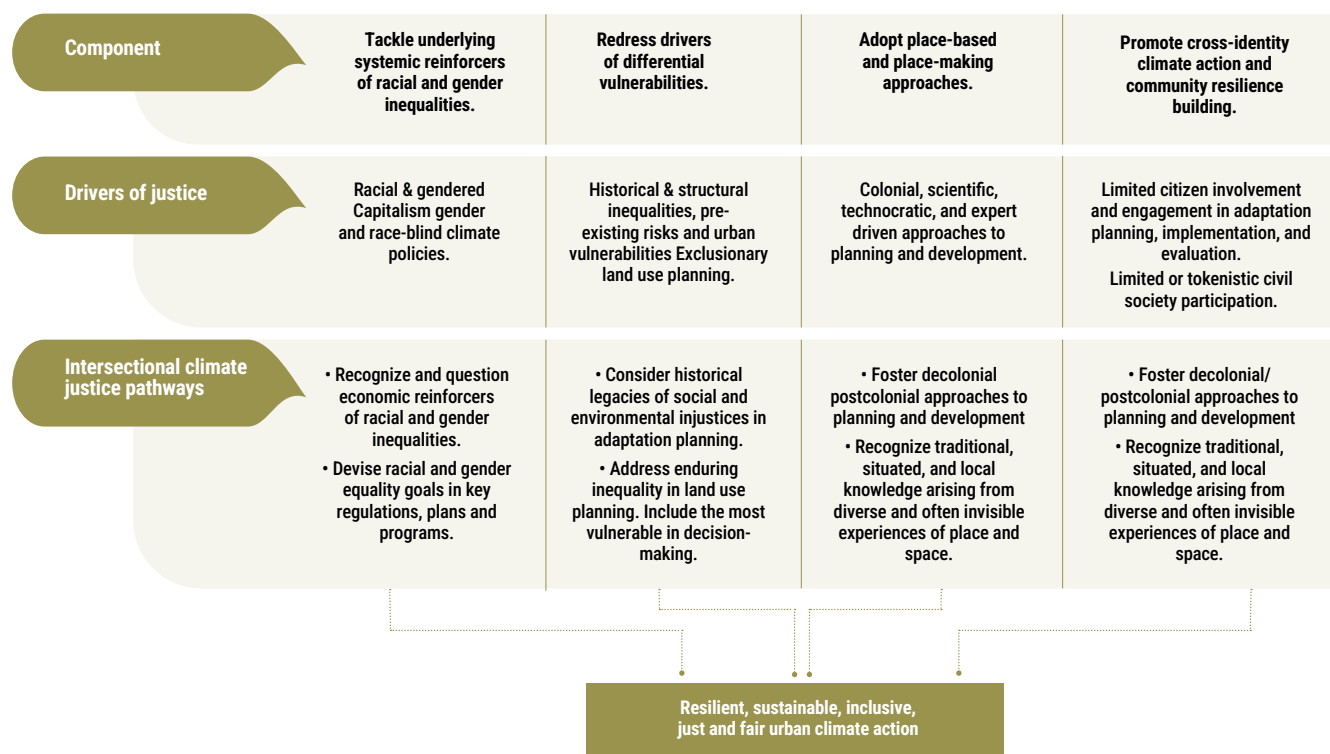 Component
Tackle underlying
systemic reinforcers
of racial and gender
inequalities.
Redress drivers
of differential
vulnerabilities.
Adopt place-based
and place-making
approaches.
Promote cross-identity
climate action and
community resilience
building.
Drivers of justice
Racial & gendered
Capitalism gender
and race-blind climate
policies.
Historical & structural
inequalities, pre-
existing risks and urban
vulnerabilities Exclusionary
land use planning.
Colonial, scientific,
technocratic, and expert
driven approaches to
planning and development.
Limited citizen involvement
and engagement in adaptation
planning, implementation, and
evaluation.
Limited or tokenistic civil
society participation.
Intersectional climate
justice pathways
• Recognize and question
economic reinforcers
of racial and gender
inequalities.
• Devise racial and gender
equality goals in key
regulations, plans and
programs.
• Consider historical
legacies of social and
environmental injustices in
adaptation planning.
• Address enduring
inequality in land use
planning. Include the most
vulnerable in decision-
making.
• Foster decolonial
postcolonial approaches to
planning and development
• Recognize traditional,
situated, and local
knowledge arising from
diverse and often invisible
experiences of place and
space.
• Foster decolonial/
postcolonial approaches to
planning and development
• Recognize traditional,
situated, and local
knowledge arising from
diverse and often invisible
experiences of place and
space.
Resilient, sustainable, inclusive,
just and fair urban climate action